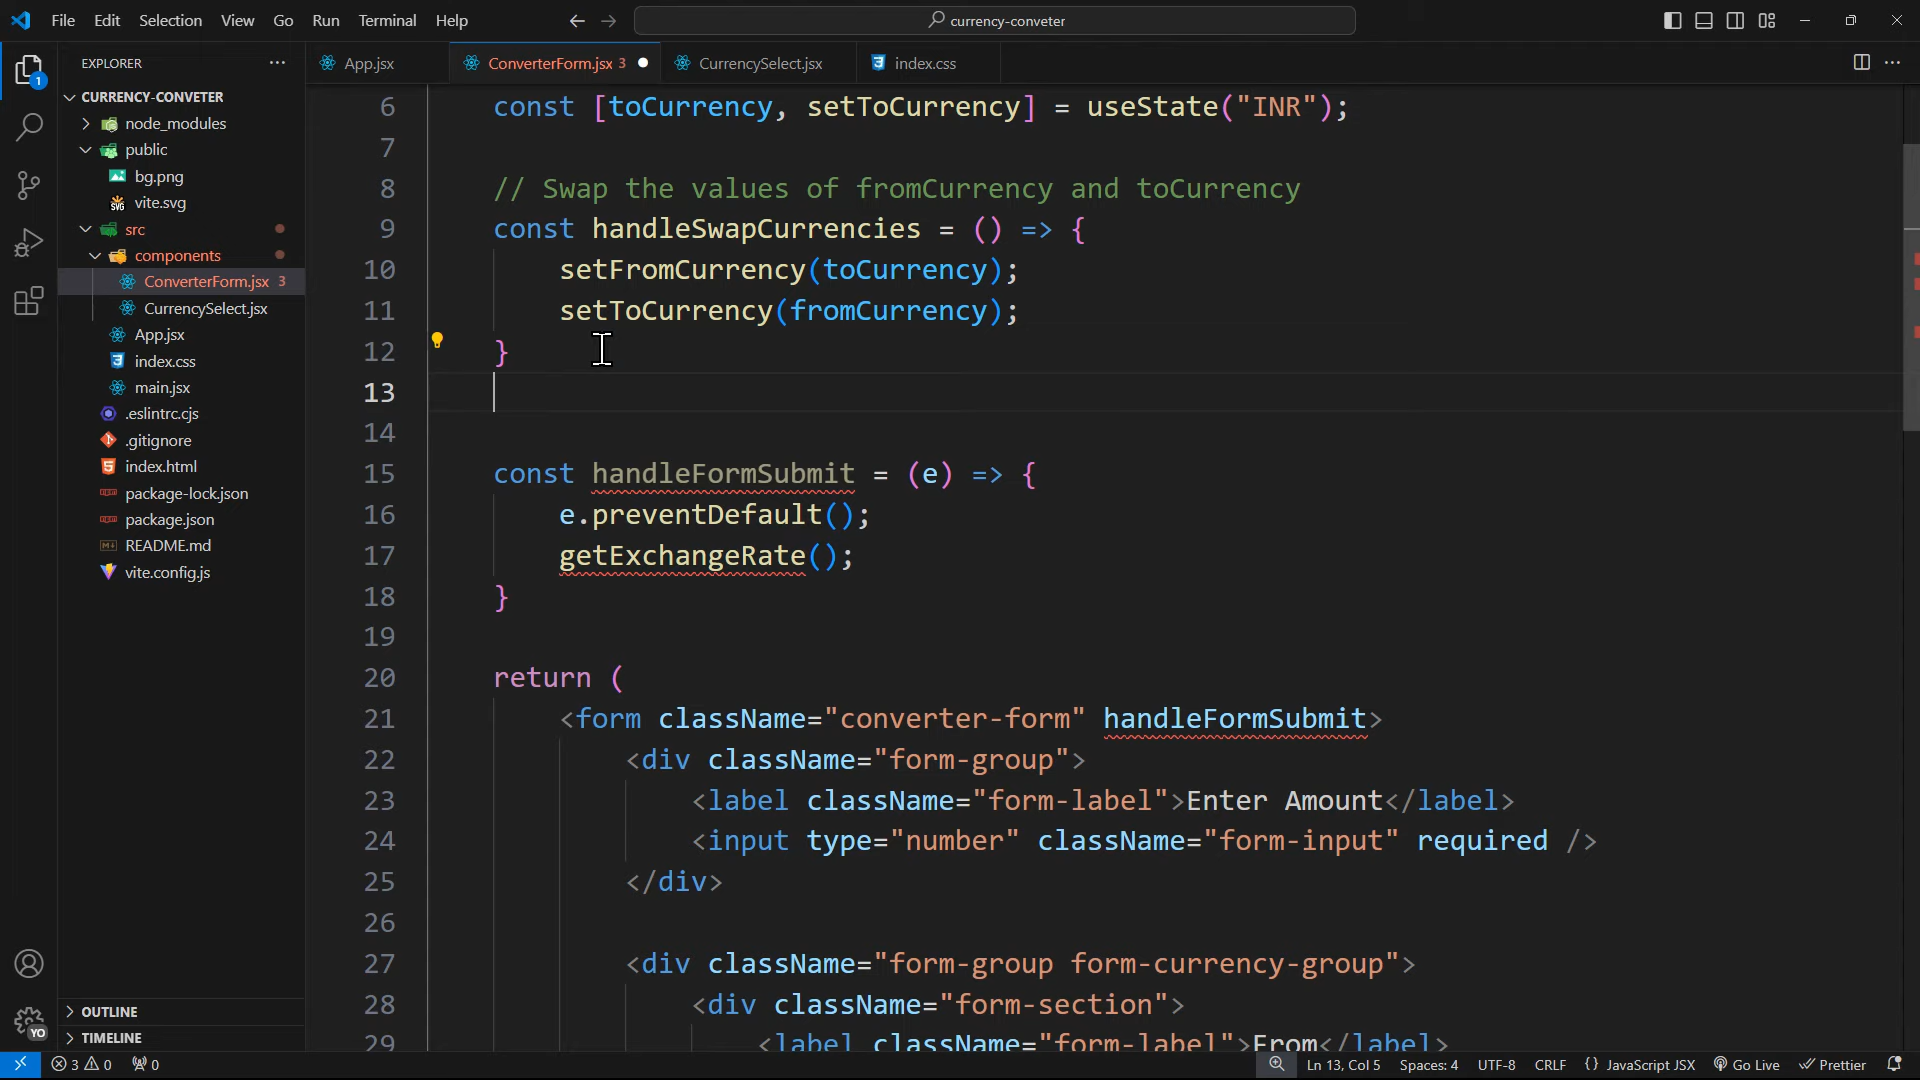 File Edit Selection View Go Run Terminal Help
currency-conveter
EXPLORER
App.jsx
ConverterForm.jsx 3
CurrencySelect.jsx
index.css
CURRENCY-CONVETER
node_modules
public
bg.png
vite.svg
src
components
ConverterForm.jsx 3
CurrencySelect.jsx
App.jsx
index.css
main.jsx
.eslintrc.cjs
.gitignore
index.html
package-lock.json
package.json
README.md
vite.config.js
OUTLINE
TIMELINE
1
YO
6 const [toCurrency, setToCurrency] = useState("INR");
7
8 // Swap the values of fromCurrency and toCurrency
9 const handleSwapCurrencies = () => {
10 setFromCurrency(toCurrency);
11 setToCurrency(fromCurrency);
12 }
13
14
15 const handleFormSubmit = (e) => {
16 e.preventDefault();
17 getExchangeRate();
18 }
19
20 return (
21 <form className="converter-form" handleFormSubmit>
22 <div className="form-group">
23 <label className="form-label">Enter Amount</label>
24 <input type="number" className="form-input" required />
25 </div>
26
27 <div className="form-group form-currency-group">
28 <div className="form-section">
29 <label className="form-label">From</label>
3 0 0 Ln 13, Col 5 Spaces: 4 UTF-8 CRLF JavaScript JSX Go Live Prettier